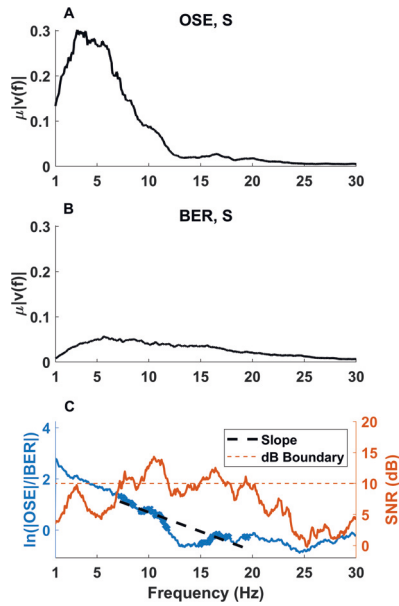 A
OSE, S
0.3
0.2
0.1
0
μ|v(f)|
1 5 10 15 20 25 30
B
BER, S
0.3
0.2
0.1
0
μ|v(f)|
1 5 10 15 20 25 30
C
4
2
0
ln(|OSE|/|BER|)
Slope
dB Boundary
20
15
10
5
0
SNR (dB)
1 5 10 15 20 25 30
Frequency (Hz)